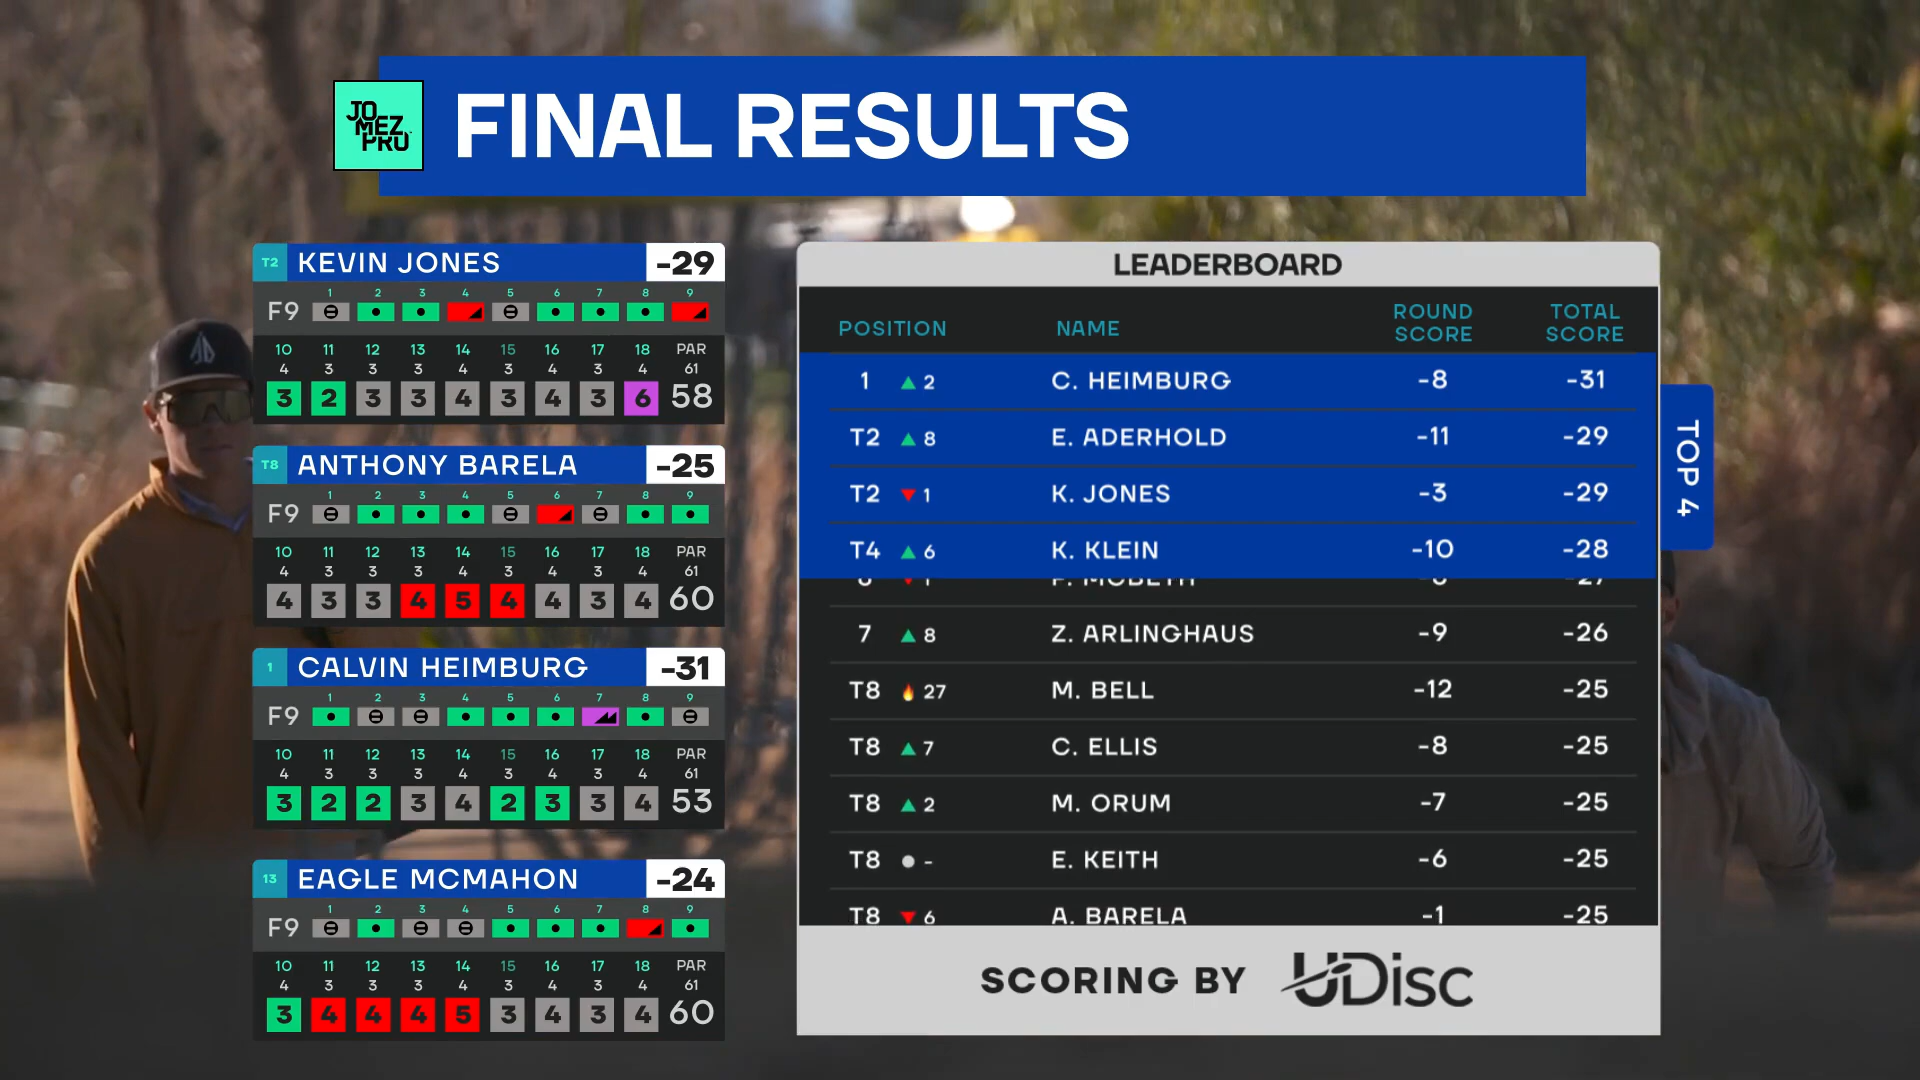 JOMEZPRO
FINAL RESULTS
T2 KEVIN JONES -29
1 2 3 4 5 6 7 8 9
F9
10 11 12 13 14 15 16 17 18 PAR
4 3 3 3 4 3 4 3 4 61
3 2 3 3 4 3 4 3 6 58
T8 ANTHONY BARELA -25
1 2 3 4 5 6 7 8 9
F9
10 11 12 13 14 15 16 17 18 PAR
4 3 3 3 4 3 4 3 4 61
4 3 3 4 5 4 4 3 4 60
1 CALVIN HEIMBURG -31
1 2 3 4 5 6 7 8 9
F9
10 11 12 13 14 15 16 17 18 PAR
4 3 3 3 4 3 4 3 4 61
3 2 2 3 4 2 3 3 4 53
13 EAGLE MCMAHON -24
1 2 3 4 5 6 7 8 9
F9
10 11 12 13 14 15 16 17 18 PAR
4 3 3 3 4 3 4 3 4 61
3 4 4 4 5 3 4 3 4 60
LEADERBOARD
POSITION NAME ROUND SCORE TOTAL SCORE
1 2 C. HEIMBURG -8 -31
T2 8 E. ADERHOLD -11 -29
T2 1 K. JONES -3 -29
T4 6 K. KLEIN -10 -28
P. MCBETH -27
7 8 Z. ARLINGHAUS -9 -26
T8 27 M. BELL -12 -25
T8 7 C. ELLIS -8 -25
T8 2 M. ORUM -7 -25
T8 - E. KEITH -6 -25
T8 6 A. BARELA -1 -25
TOP 4
SCORING BY UDisc